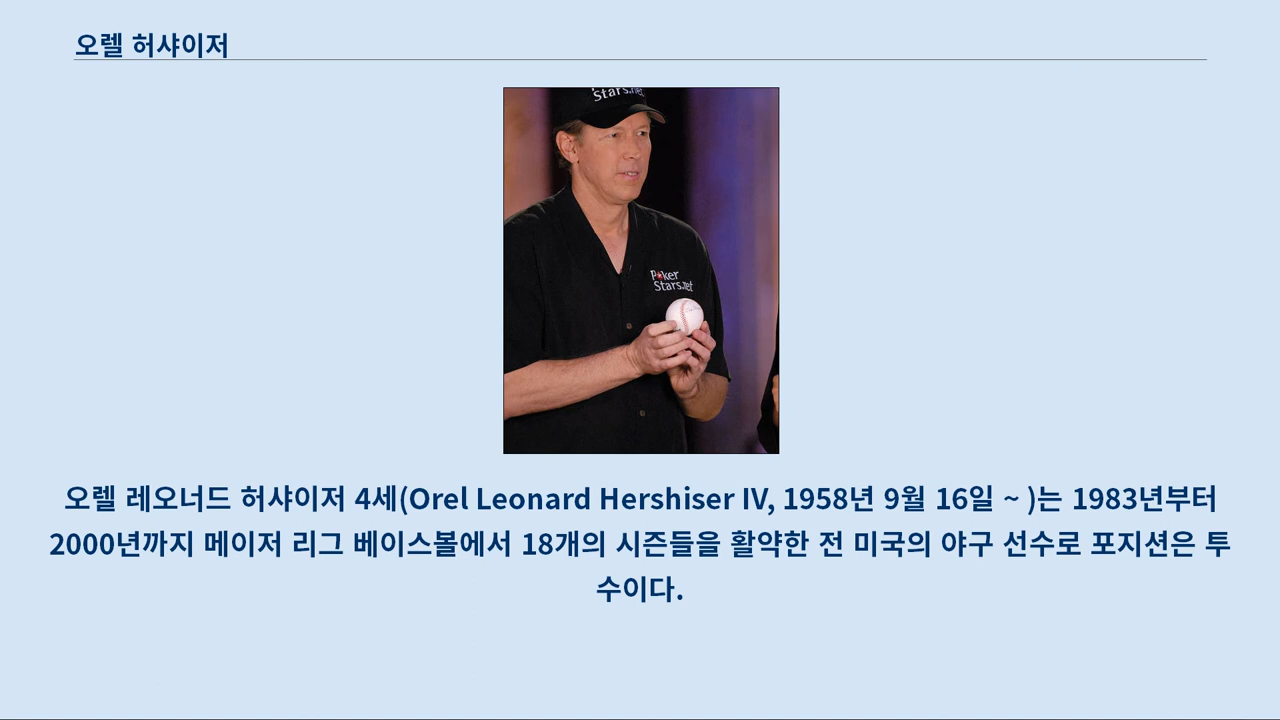 오렐 허샤이저
Stars.net
Poker
Stars.net
오렐 레오너드 허샤이저 4세(Orel Leonard Hershiser IV, 1958년 9월 16일 ~ )는 1983년부터
2000년까지 메이저 리그 베이스볼에서 18개의 시즌들을 활약한 전 미국의 야구 선수로 포지션은 투
수이다.